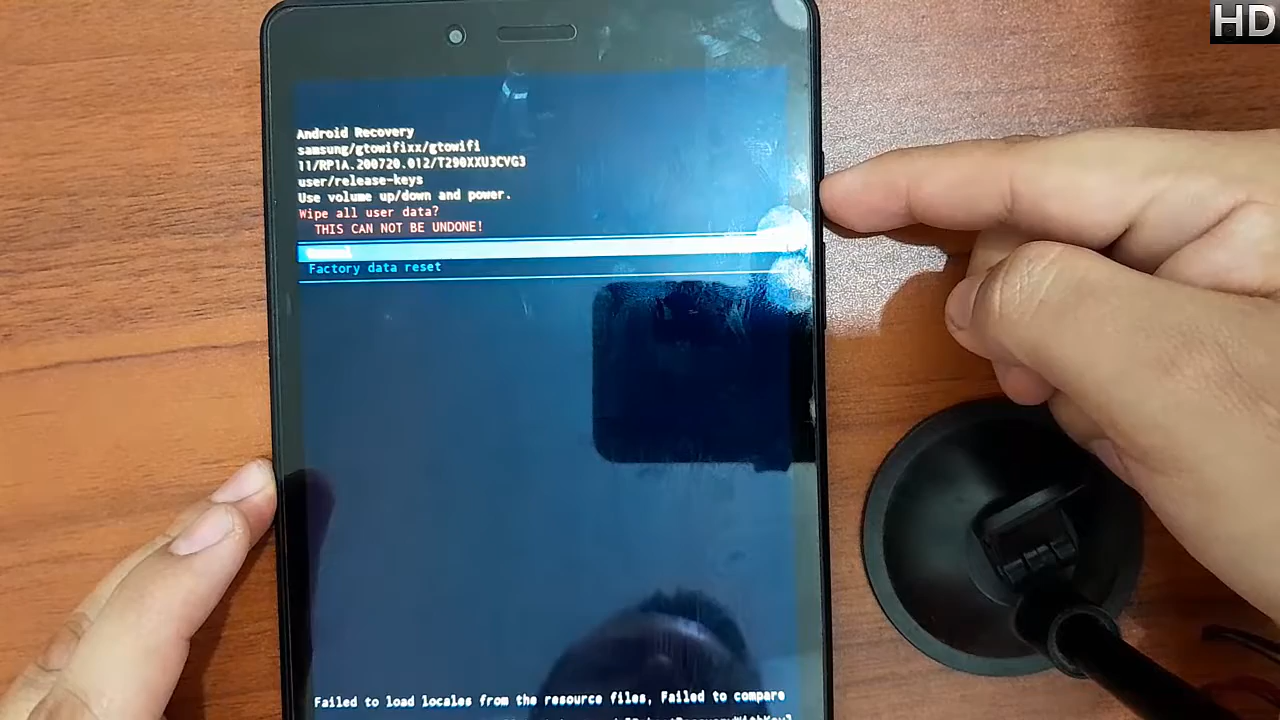 HD
Android Recovery
samsung/gtowifixx/gtowifi
11/RP1A.200720.012/T290XXU3CVG3
user/release-keys
Use volume up/down and power.
Wipe all user data?
THIS CAN NOT BE UNDONE!
Factory data reset
Failed to load locales from the resource files, Failed to compare